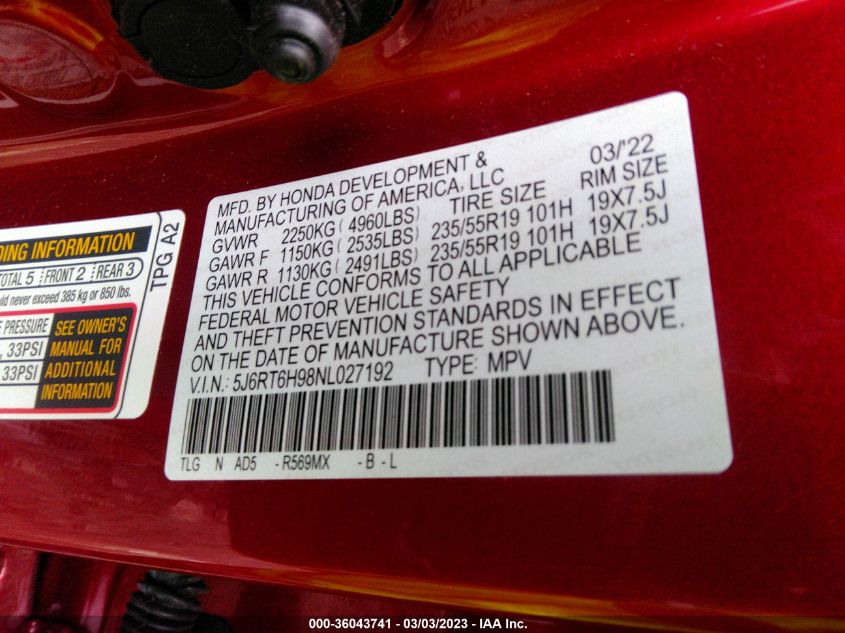 DING INFORMATION
TOTAL 5 FRONT 2 REAR 3
never exceed 385 kg or 850 lbs.
PRESSURE
, 33PSI
33PSI
SEE OWNER'S
MANUAL FOR
ADDITIONAL
INFORMATION
TPG A2
MFD. BY HONDA DEVELOPMENT & 03/'22
MANUFACTURING OF AMERICA, LLC
TIRE SIZE RIM SIZE
GVWR 2250KG ( 4960LBS)
GAWR F 1150KG ( 2535LBS) 235/55R19 101H 19X7.5J
GAWR R 1130KG ( 2491LBS) 235/55R19 101H 19X7.5J
THIS VEHICLE CONFORMS TO ALL APPLICABLE
FEDERAL MOTOR VEHICLE SAFETY
AND THEFT PREVENTION STANDARDS IN EFFECT
ON THE DATE OF MANUFACTURE SHOWN ABOVE.
V.I.N.: 5J6RT6H98NL027192 TYPE: MPV
TLG N AD5 - R569MX - B - L
000-36043741 - 03/03/2023 - IAA Inc.